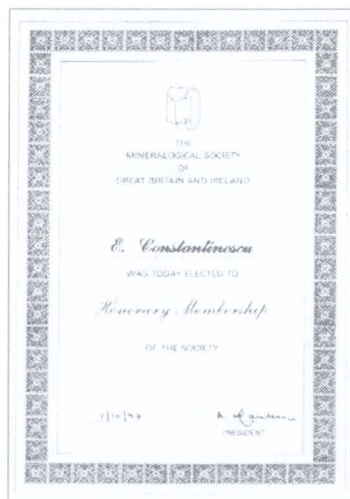 THE
MINERALOGICAL SOCIETY
OF
GREAT BRITAIN AND IRELAND
E. Constantinescu
WAS TODAY ELECTED TO
Honorary Membership
OF THE SOCIETY
PRESIDENT